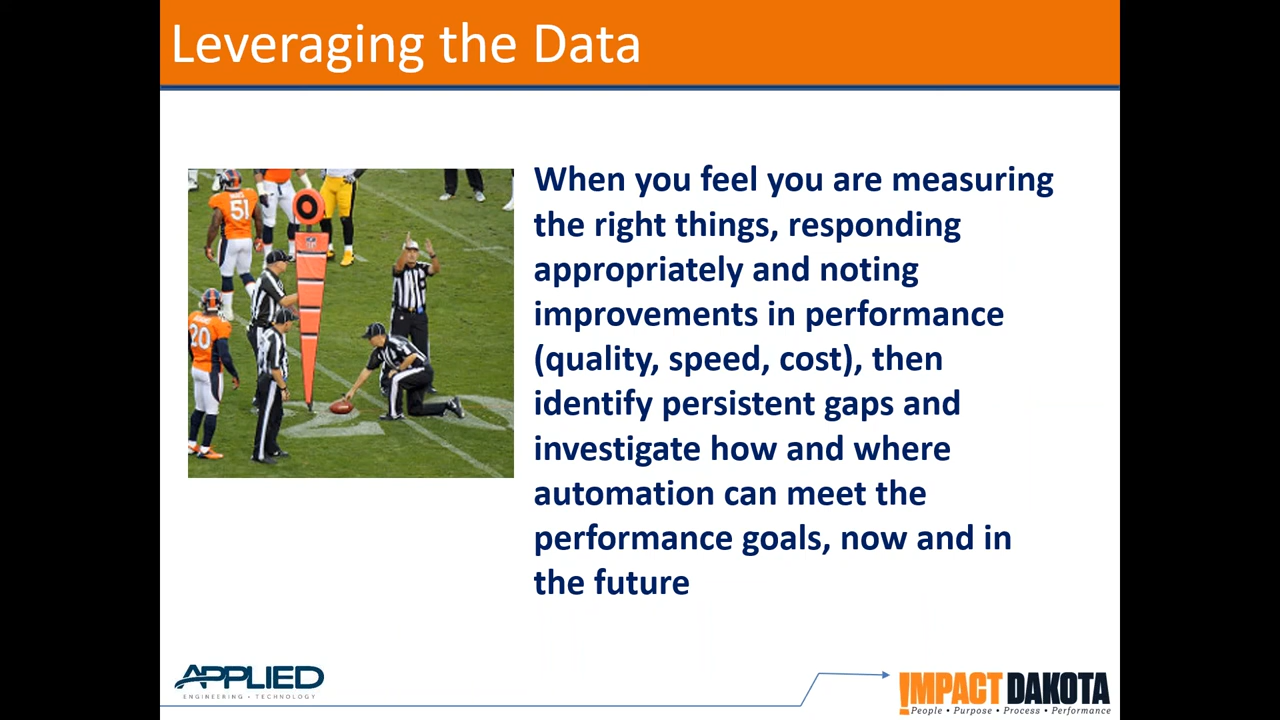 Leveraging the Data
When you feel you are measuring
the right things, responding
appropriately and noting
improvements in performance
(quality, speed, cost), then
identify persistent gaps and
investigate how and where
automation can meet the
performance goals, now and in
the future
51
20
APPLIED
ENGINEERING • TECHNOLOGY
IMPACT DAKOTA
People • Purpose • Process • Performance